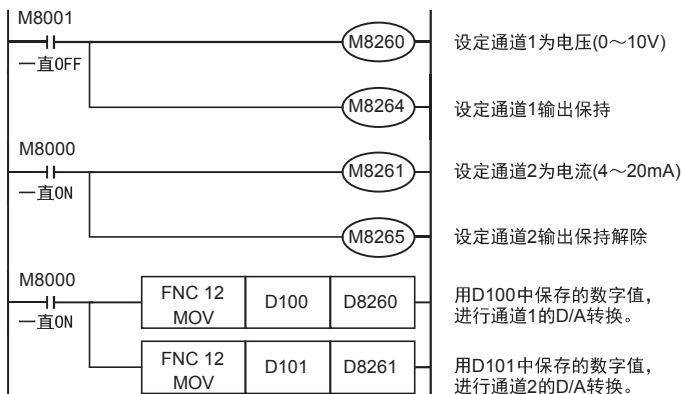 M8001
一直OFF
M8260
设定通道1为电压(0～10V)
M8264
设定通道1输出保持
M8000
一直ON
M8261
设定通道2为电流(4～20mA)
M8265
设定通道2输出保持解除
M8000
一直ON
FNC 12
MOV
D100
D8260
用D100中保存的数字值，
进行通道1的D/A转换。
FNC 12
MOV
D101
D8261
用D101中保存的数字值，
进行通道2的D/A转换。